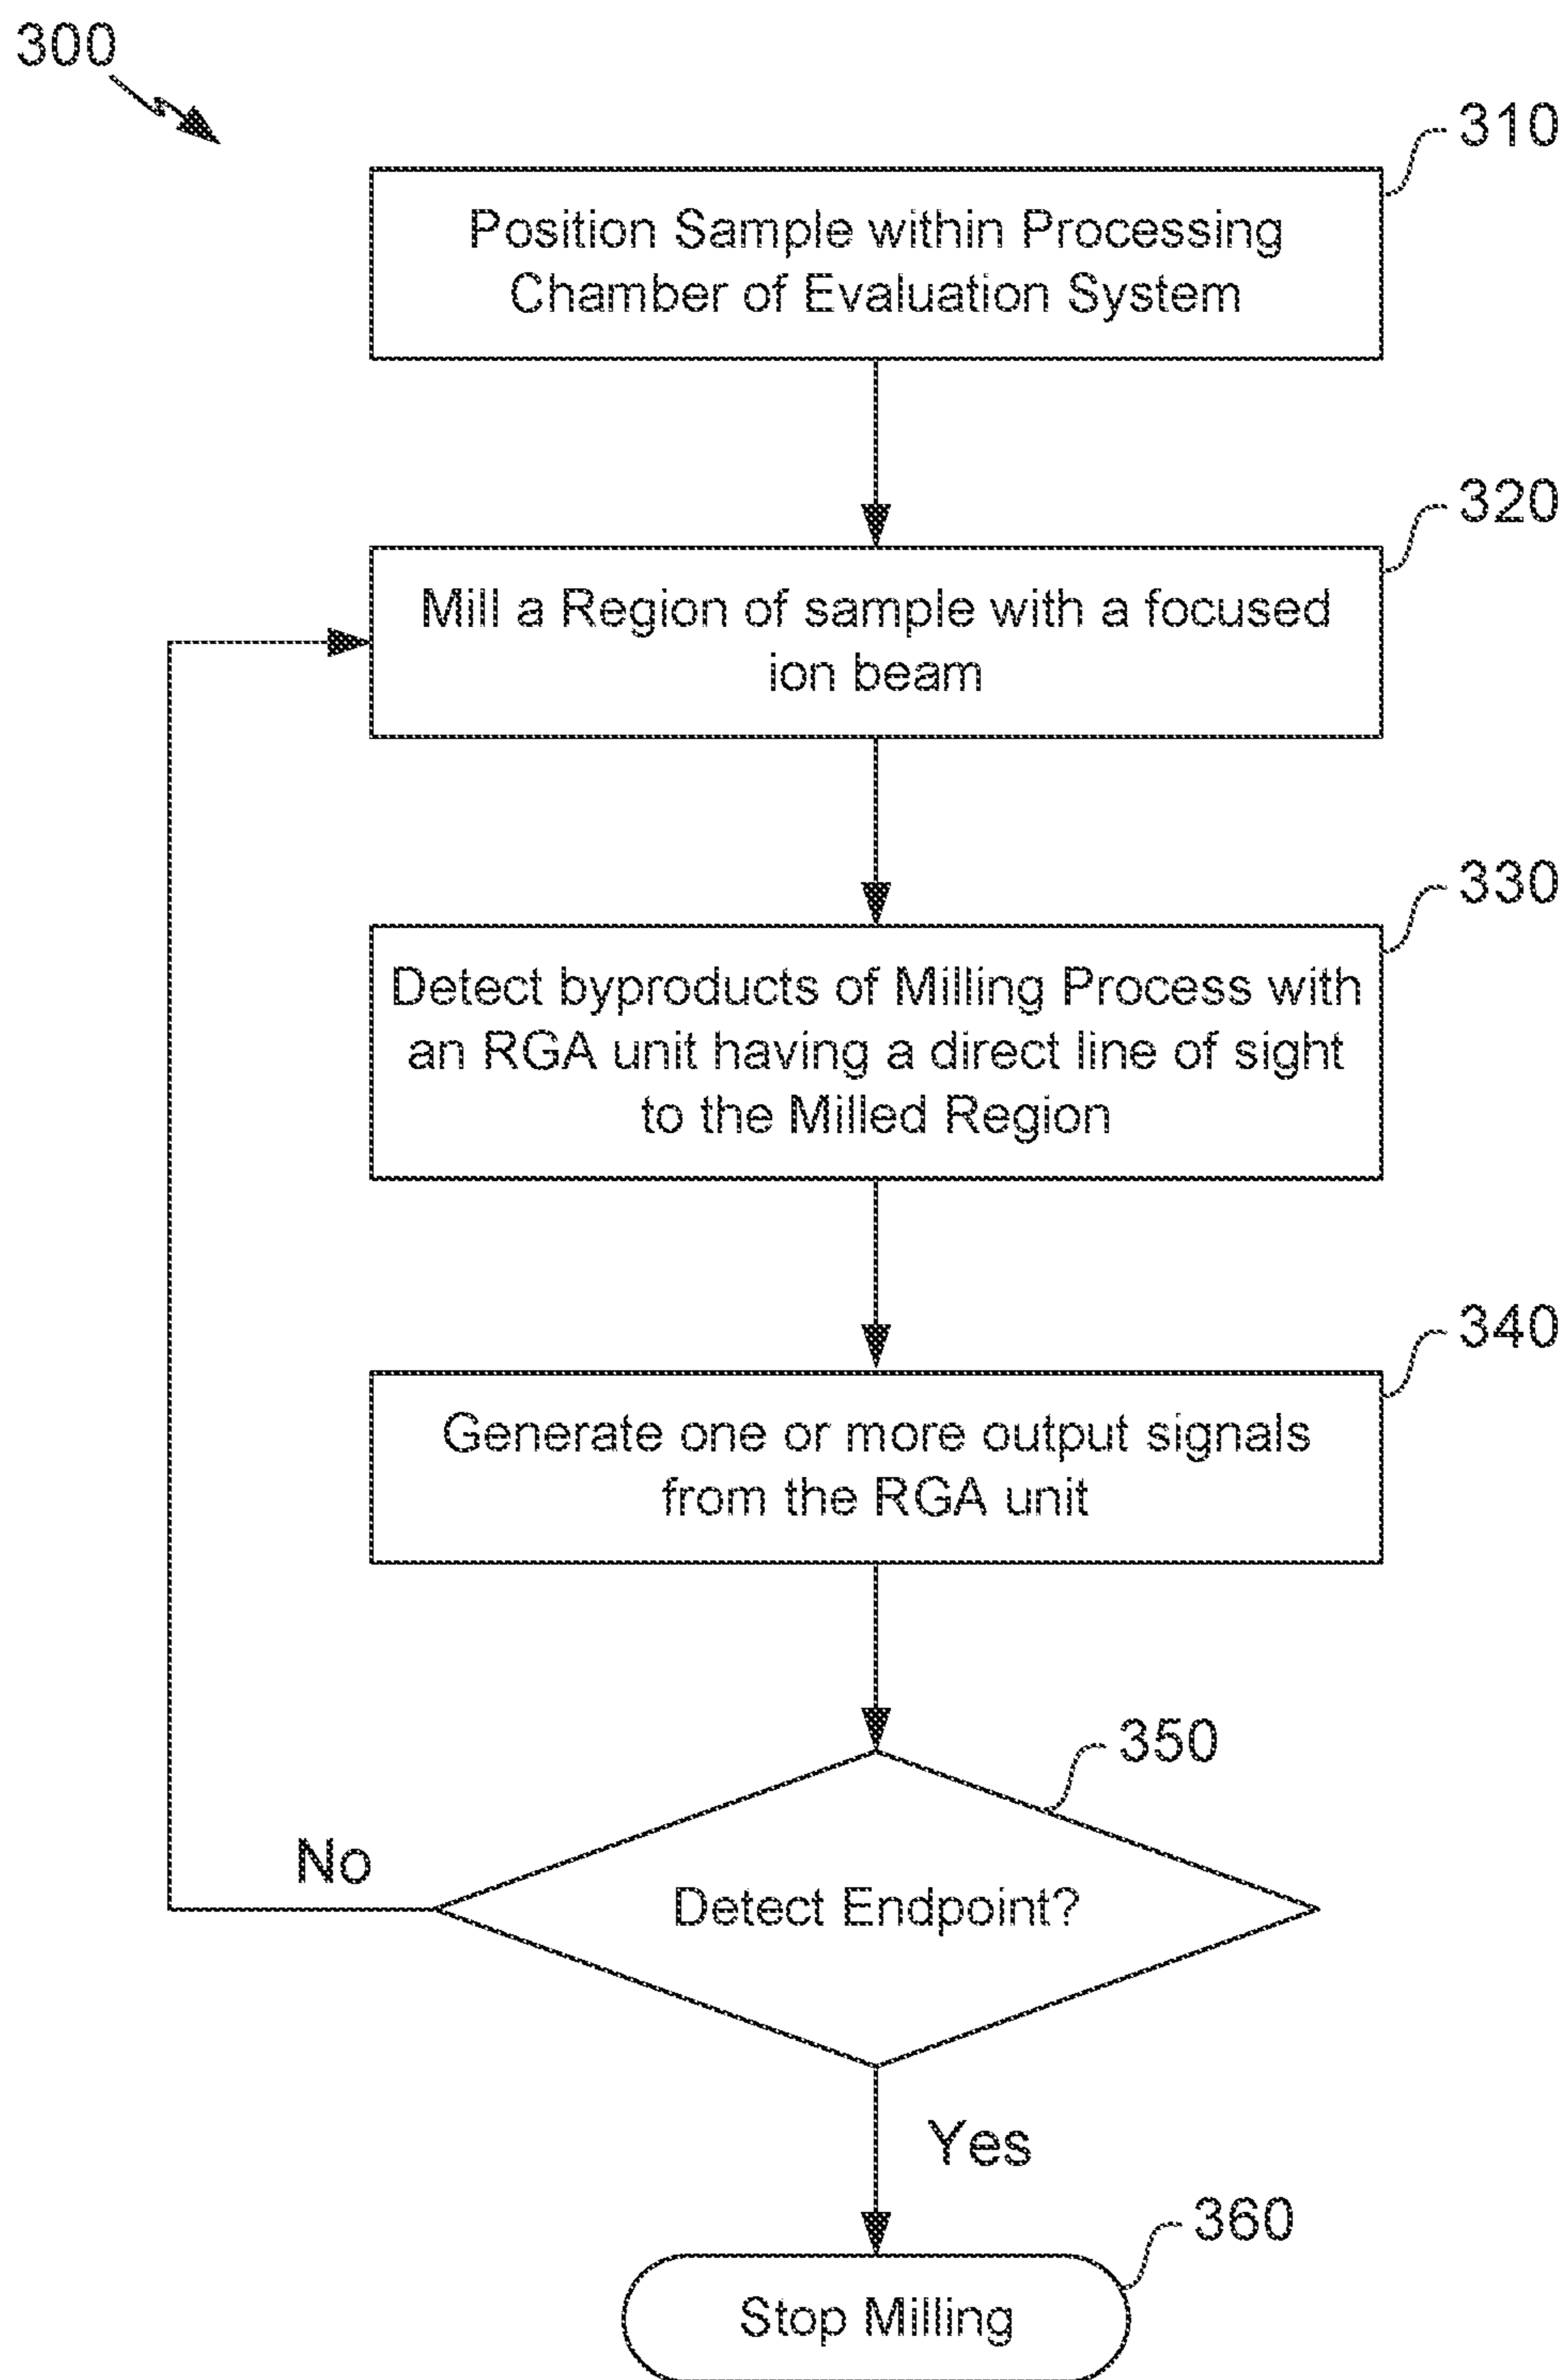 300
310
Position Sample within Processing
Chamber of Evaluation System
320
Mill a Region of sample with a focused
ion beam
330
Detect byproducts of Milling Process with
an RGA unit having a direct line of sight
to the Milled Region
340
Generate one or more output signals
from the RGA unit
350
No
Detect Endpoint?
Yes
360
Stop Milling